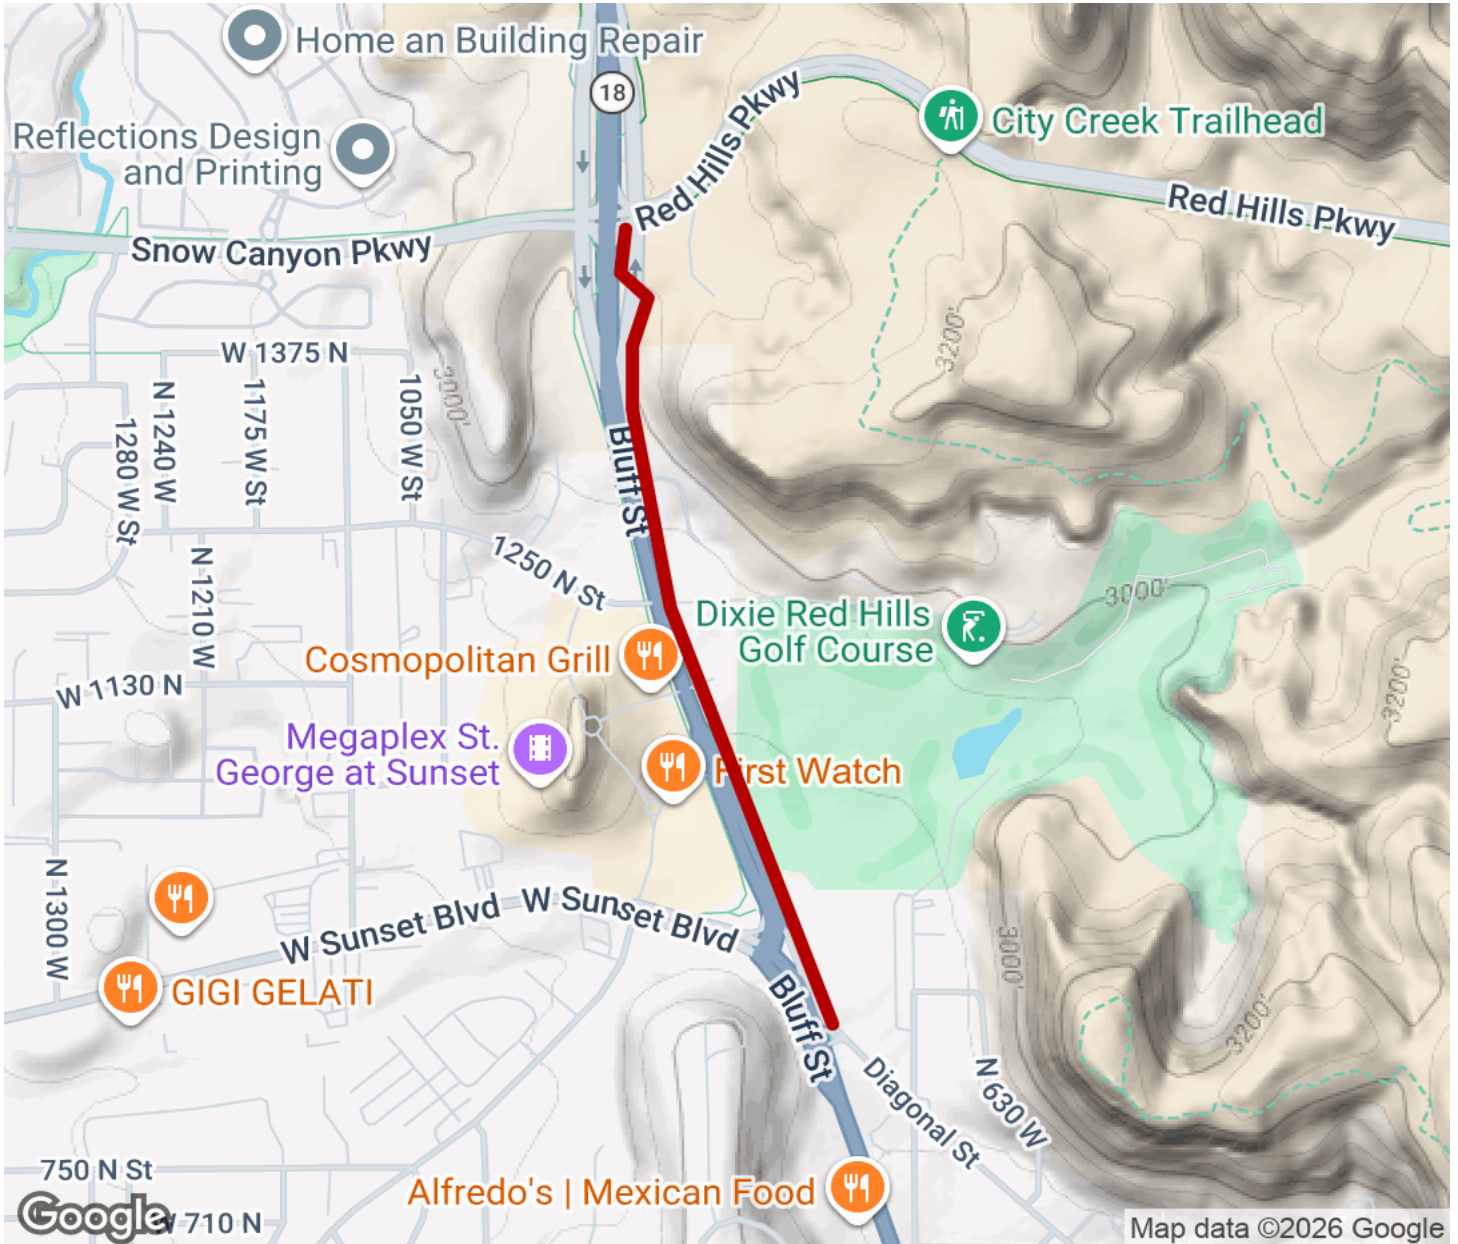 Home an Building Repair
18
Red Hills Pkwy
City Creek Trailhead
Reflections Design
and Printing
Red Hills Pkwy
Snow Canyon Pkwy
3200'
W 1375 N
3000'
N 1240 W
1175 W St
1050 W St
1280 W St
Bluff St
N 1210 W
1250 N St
3000'
Dixie Red Hills
Golf Course
Cosmopolitan Grill
W 1130 N
3200'
Megaplex St.
George at Sunset
First Watch
N 1300 W
W Sunset Blvd
W Sunset Blvd
3000'
GIGI GELATI
Bluff St
3200'
Diagonal St
N 630 W
750 N St
Alfredo's | Mexican Food
Google
W 710 N
Map data ©2026 Google